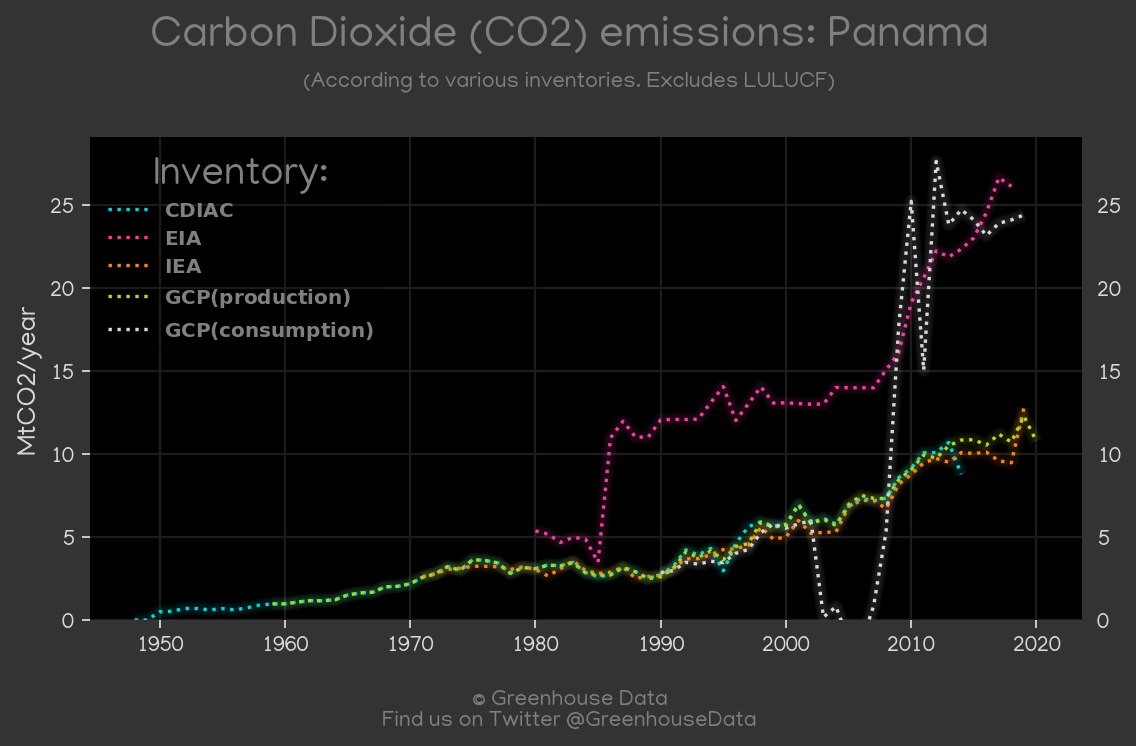 Carbon Dioxide (CO2) emissions: Panama
(According to various inventories. Excludes LULUCF)
Inventory:
CDIAC
EIA
IEA
GCP(production)
GCP(consumption)
MtCO2/year
25
20
15
10
5
0
25
20
15
10
5
0
1950 1960 1970 1980 1990 2000 2010 2020
© Greenhouse Data
Find us on Twitter @GreenhouseData